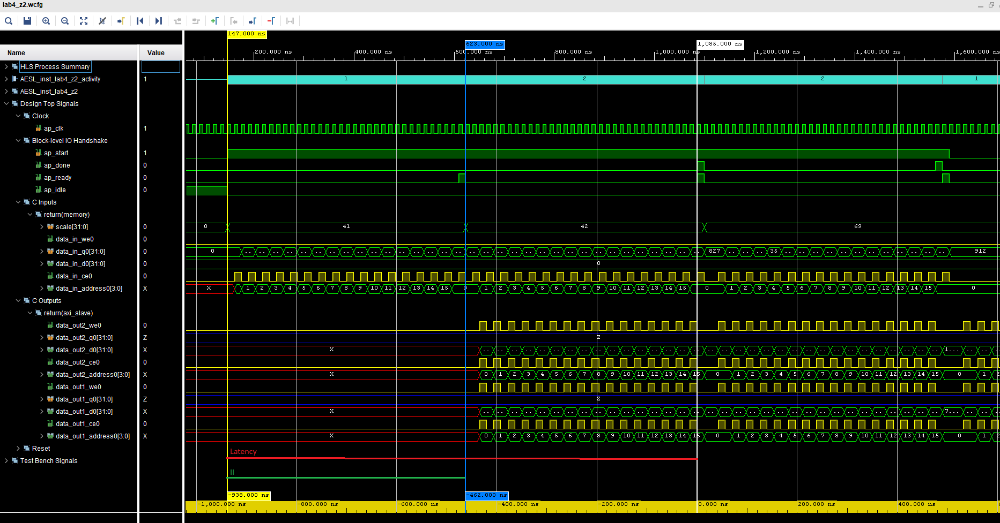 lab4_z2.wcfg
147.000 ns
623.000 ns
1,085.000 ns
200.000 ns 400.000 ns 600.000 ns 800.000 ns 1,000.000 ns 1,200.000 ns 1,400.000 ns 1,600.000 ns
Name Value
HLS Process Summary
AESL_inst_lab4_z2_activity 1 1 2 2 1
AESL_inst_lab4_z2
Design Top Signals
Clock
ap_clk 1
Block-level IO Handshake
ap_start 1
ap_done 0
ap_ready 0
ap_idle 0
C Inputs
return(memory)
scale[31:0] 0 0 41 42 69
data_in_we0 0
data_in_q0[31:0] 0 0 827 35 912
data_in_d0[31:0] 0 0
data_in_ce0 0
data_in_address0[3:0] X X 1 2 3 4 5 6 7 8 9 10 11 12 13 14 15 0 1 2 3 4 5 6 7 8 9 10 11 12 13 14 15 0 1 2 3 4 5 6 7 8 9 10 11 12 13 14 15 0
C Outputs
return(axi_slave)
data_out2_we0 0
data_out2_q0[31:0] Z Z
data_out2_d0[31:0] X X 1...
data_out2_ce0 0
data_out2_address0[3:0] X X 0 1 2 3 4 5 6 7 8 9 10 11 12 13 14 15 0 1 2 3 4 5 6 7 8 9 10 11 12 13 14 15 0 1 2
data_out1_we0 0
data_out1_q0[31:0] Z Z
data_out1_d0[31:0] X X 7...
data_out1_ce0 0
data_out1_address0[3:0] X X 0 1 2 3 4 5 6 7 8 9 10 11 12 13 14 15 0 1 2 3 4 5 6 7 8 9 10 11 12 13 14 15 0 1 2
Reset
Latency
Test Bench Signals
II
-938.000 ns -462.000 ns
-1,000.000 ns -800.000 ns -600.000 ns -400.000 ns -200.000 ns 0.000 ns 200.000 ns 400.000 ns